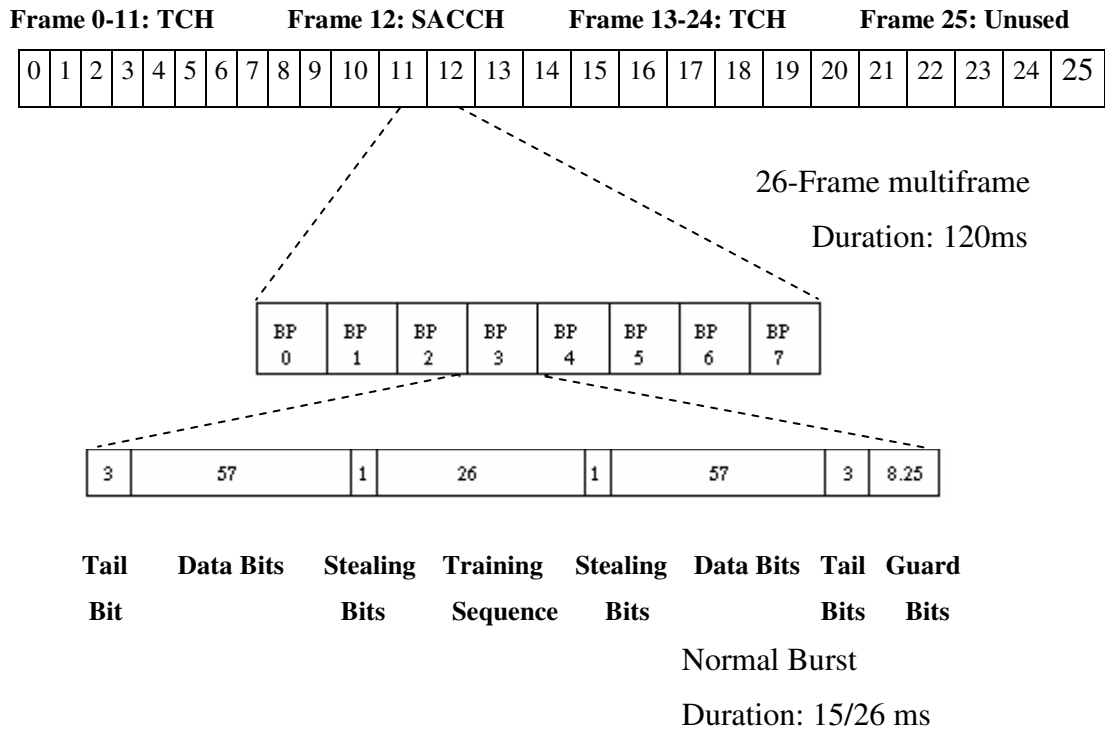 Frame 0-11: TCH Frame 12: SACCH Frame 13-24: TCH Frame 25: Unused
0 1 2 3 4 5 6 7 8 9 10 11 12 13 14 15 16 17 18 19 20 21 22 23 24 25
26-Frame multiframe
Duration: 120ms
BP BP BP BP BP BP BP BP
0 1 2 3 4 5 6 7
3 57 1 26 1 57 3 8.25
Tail Data Bits Stealing Training Stealing Data Bits Tail Guard
Bit Bits Sequence Bits Bits Bits
Normal Burst
Duration: 15/26 ms